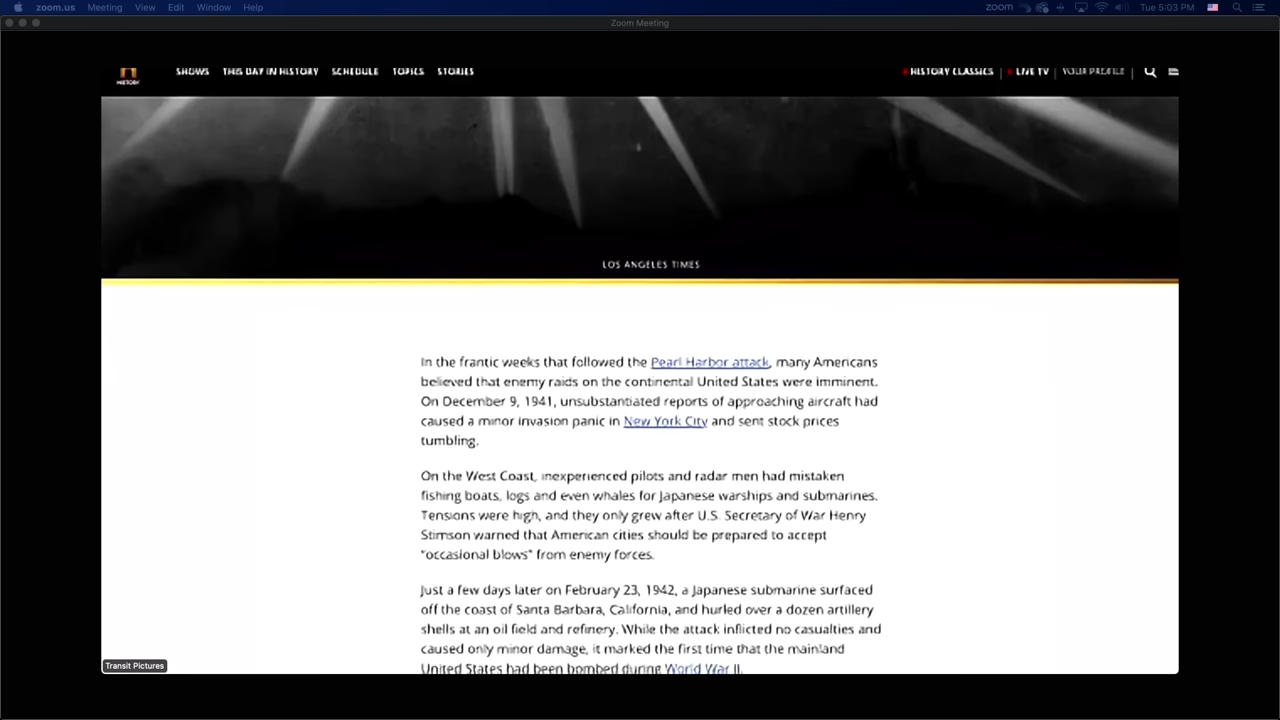 zoom.us Meeting View Edit Window Help zoom Tue 5:03 PM
Zoom Meeting
HISTORY SHOWS THIS DAY IN HISTORY SCHEDULE TOPICS STORIES HISTORY CLASSICS | LIVE TV | YOUR PROFILE |
LOS ANGELES TIMES
In the frantic weeks that followed the Pearl Harbor attack, many Americans
believed that enemy raids on the continental United States were imminent.
On December 9, 1941, unsubstantiated reports of approaching aircraft had
caused a minor invasion panic in New York City and sent stock prices
tumbling.
On the West Coast, inexperienced pilots and radar men had mistaken
fishing boats, logs and even whales for Japanese warships and submarines.
Tensions were high, and they only grew after U.S. Secretary of War Henry
Stimson warned that American cities should be prepared to accept
"occasional blows" from enemy forces.
Just a few days later on February 23, 1942, a Japanese submarine surfaced
off the coast of Santa Barbara, California, and hurled over a dozen artillery
shells at an oil field and refinery. While the attack inflicted no casualties and
caused only minor damage, it marked the first time that the mainland
United States had been bombed during World War II.
Transit Pictures